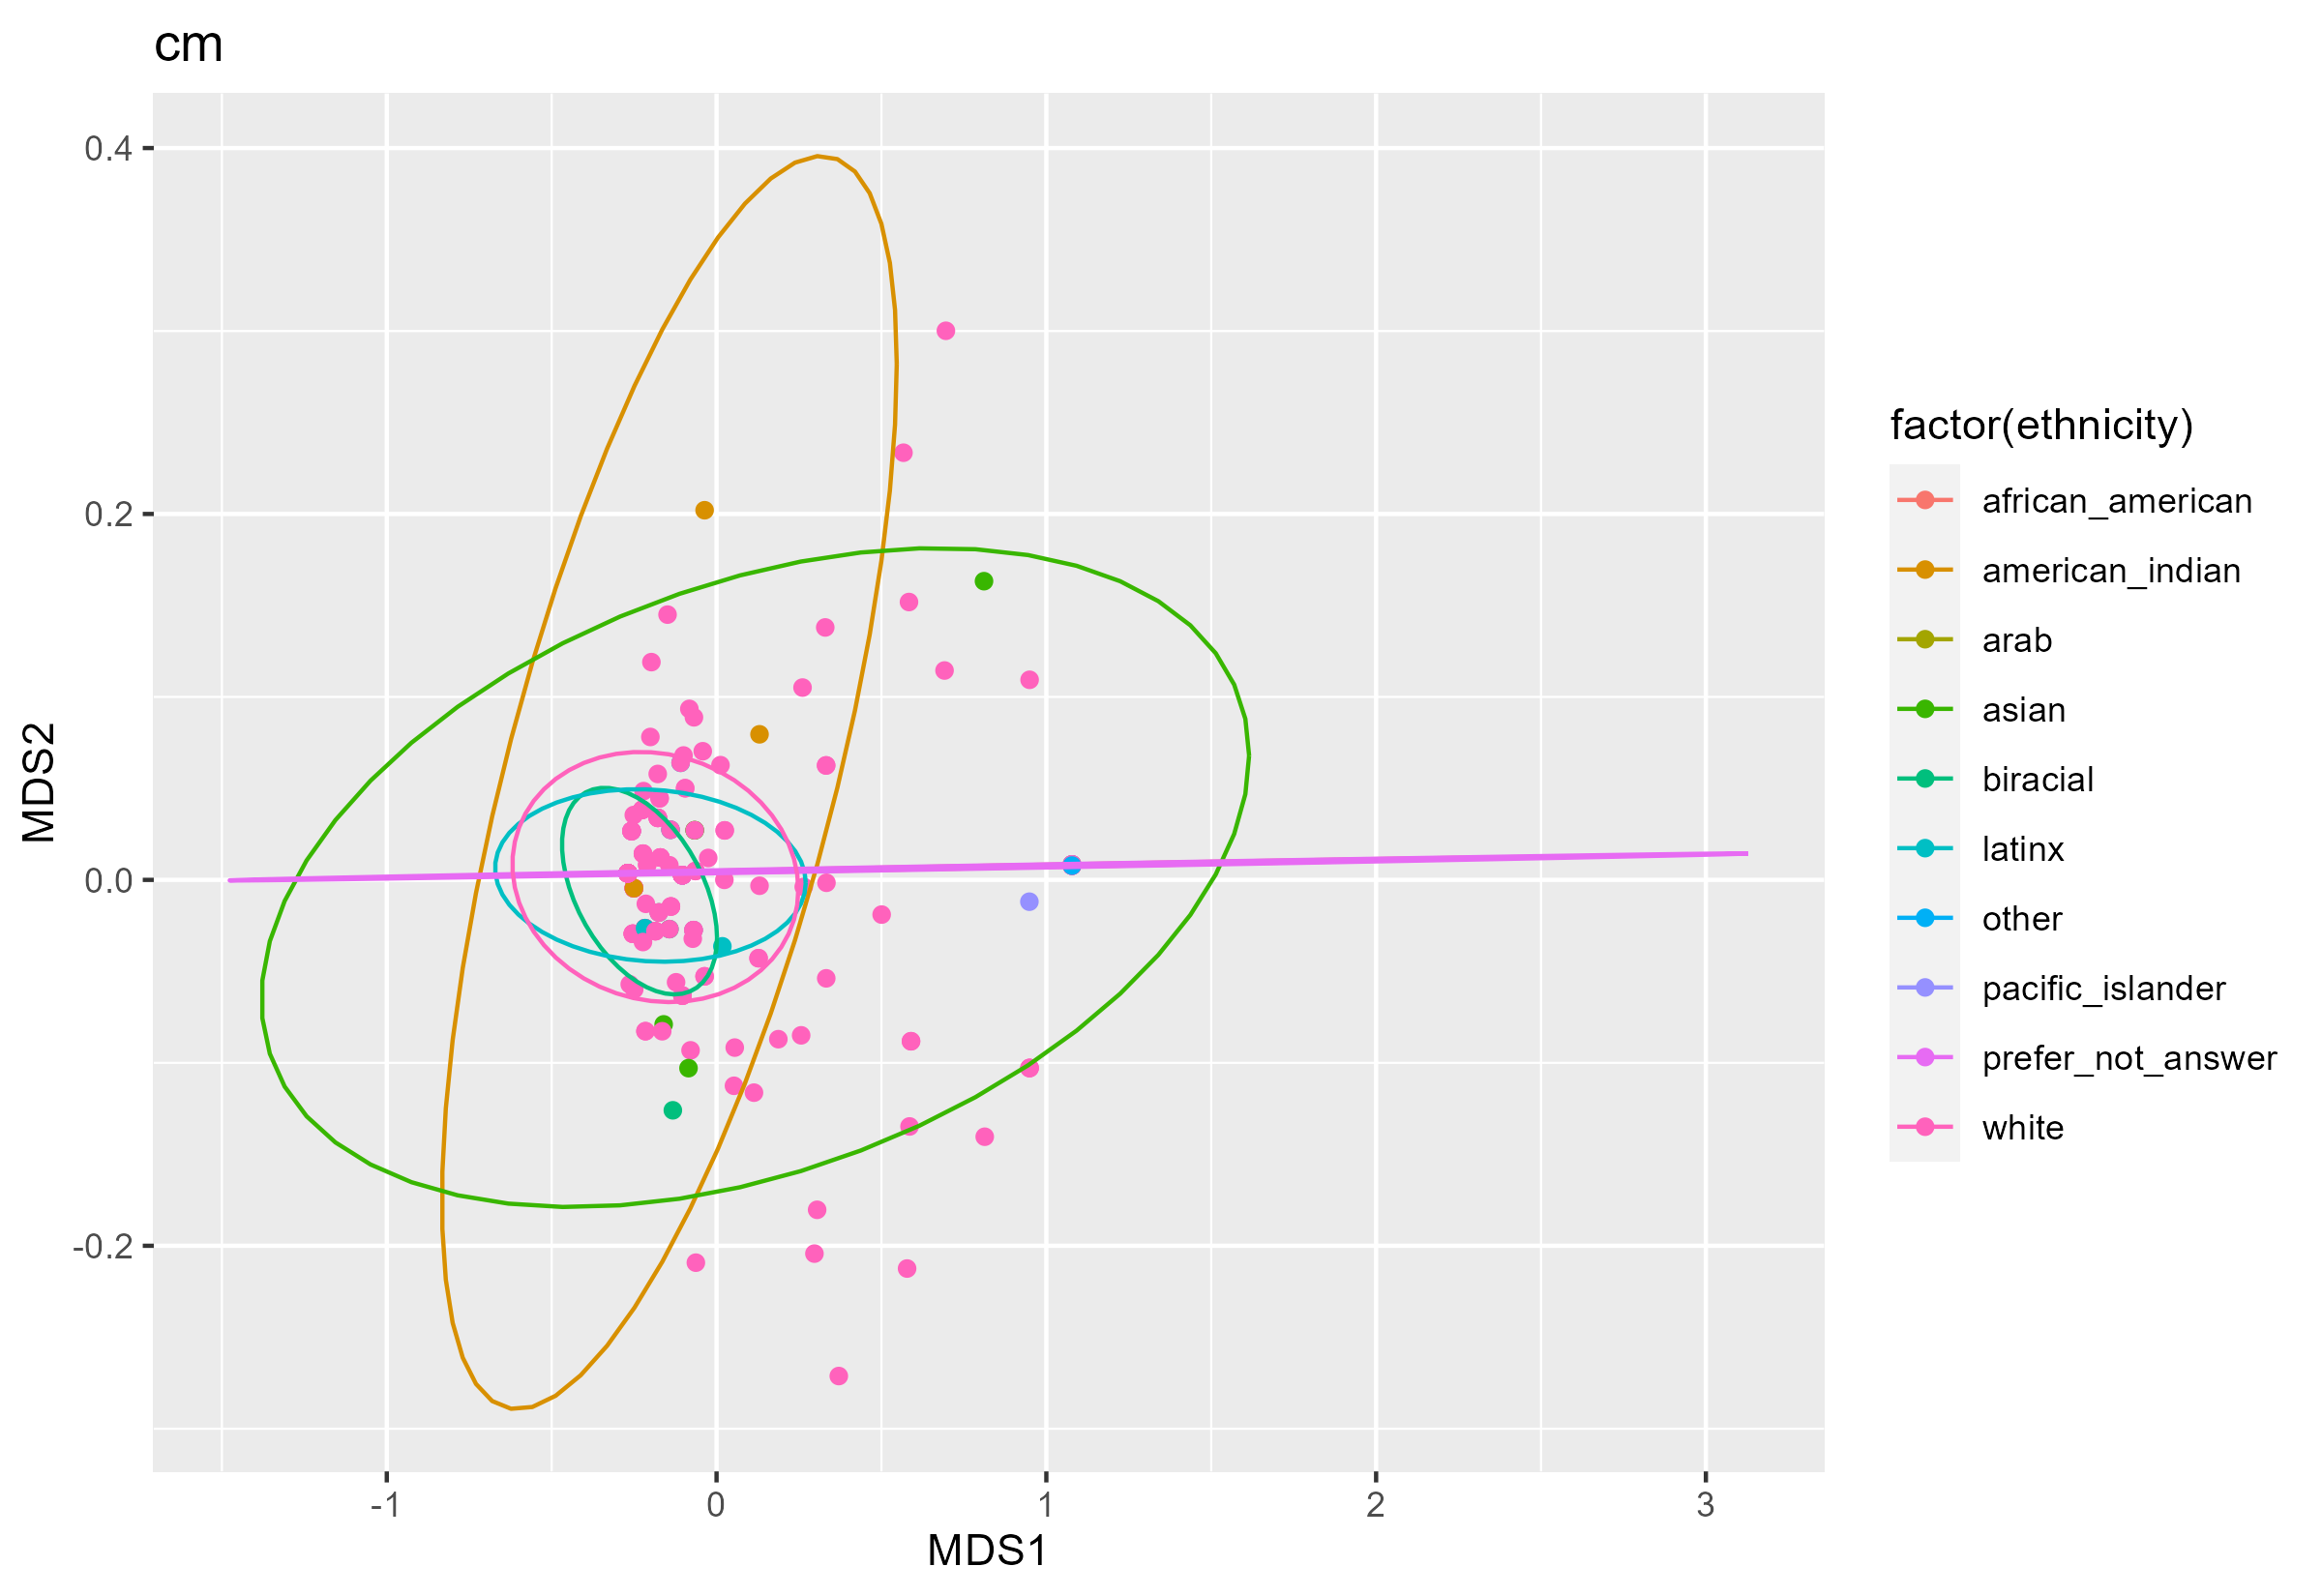 cm
0.4
0.2
0.0
-0.2
MDS2
-1
0
1
2
3
MDS1
factor(ethnicity)
african_american
american_indian
arab
asian
biracial
latinx
other
pacific_islander
prefer_not_answer
white